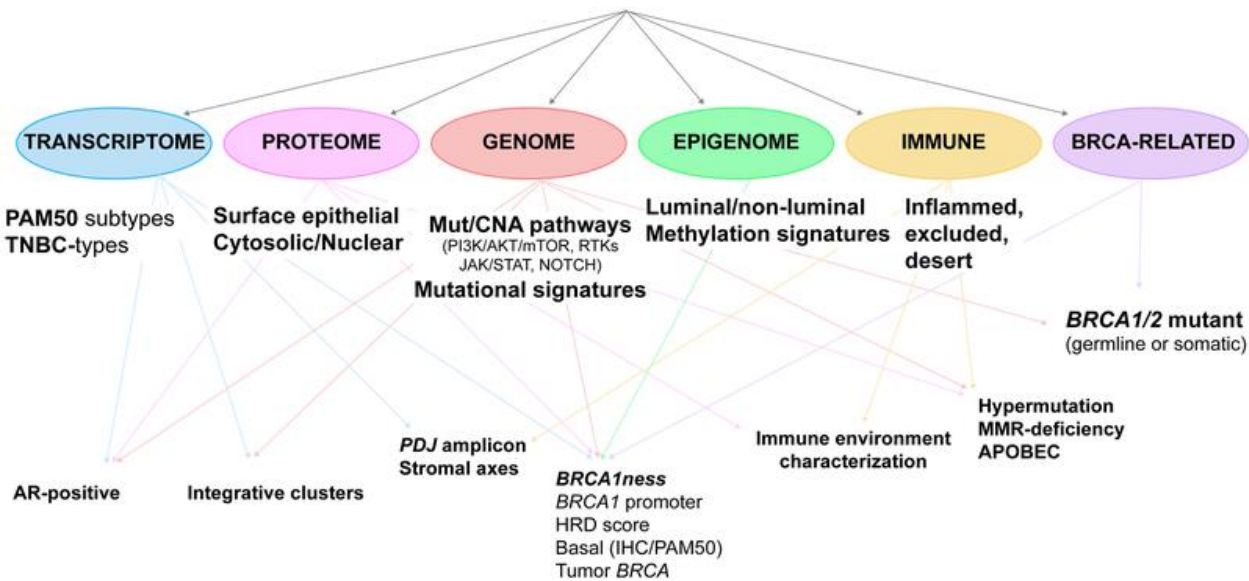 TRANSCRIPTOME
PROTEOME
GENOME
EPIGENOME
IMMUNE
BRCA-RELATED
PAM50 subtypes
TNBC-types
Surface epithelial
Cytosolic/Nuclear
Mut/CNA pathways
(PI3K/AKT/mTOR, RTKs
JAK/STAT, NOTCH)
Mutational signatures
Luminal/non-luminal
Methylation signatures
Inflammed,
excluded,
desert
BRCA1/2 mutant
(germline or somatic)
AR-positive
Integrative clusters
PDJ amplicon
Stromal axes
BRCA1ness
BRCA1 promoter
HRD score
Basal (IHC/PAM50)
Tumor BRCA
Immune environment
characterization
Hypermutation
MMR-deficiency
APOBEC